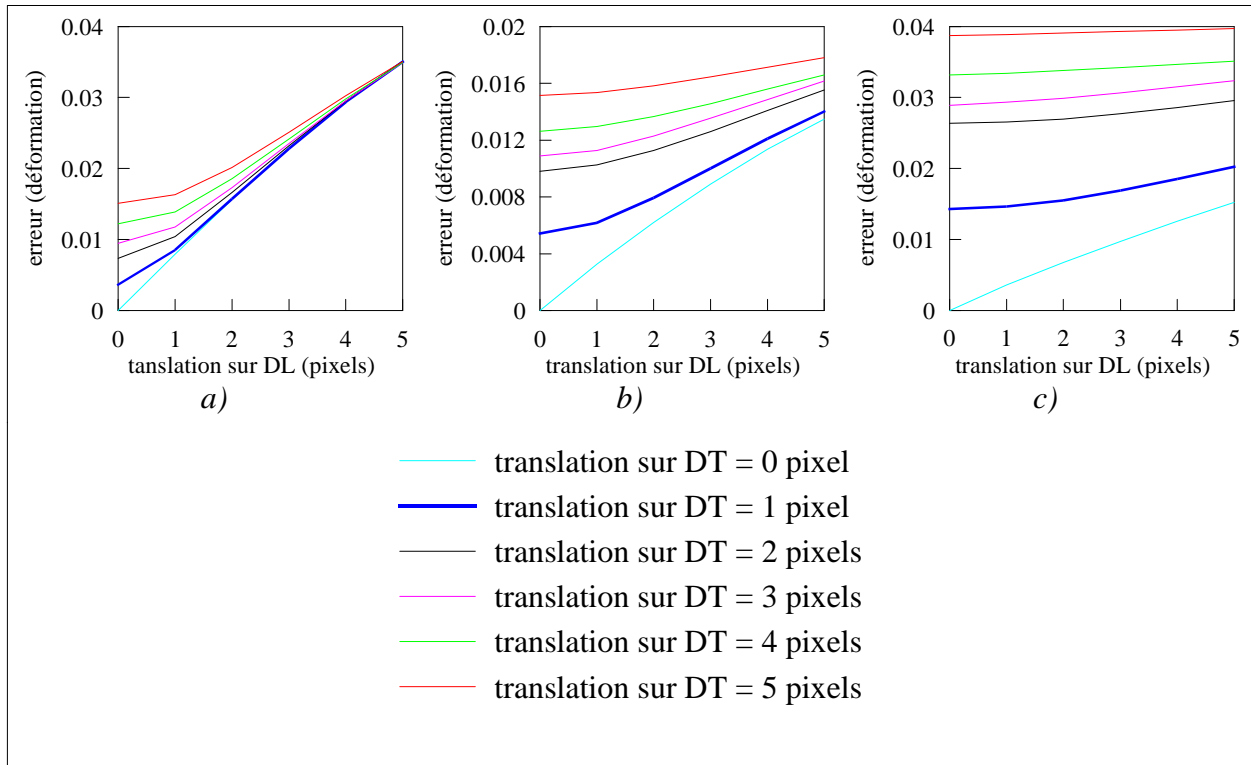 0.04
0.03
0.02
0.01
0
erreur (déformation)
0 1 2 3 4 5
tanslation sur DL (pixels)
a)
0.02
0.016
0.012
0.008
0.004
0
erreur (déformation)
0 1 2 3 4 5
translation sur DL (pixels)
b)
0.04
0.03
0.02
0.01
0
erreur (déformation)
0 1 2 3 4 5
translation sur DL (pixels)
c)
translation sur DT = 0 pixel
translation sur DT = 1 pixel
translation sur DT = 2 pixels
translation sur DT = 3 pixels
translation sur DT = 4 pixels
translation sur DT = 5 pixels